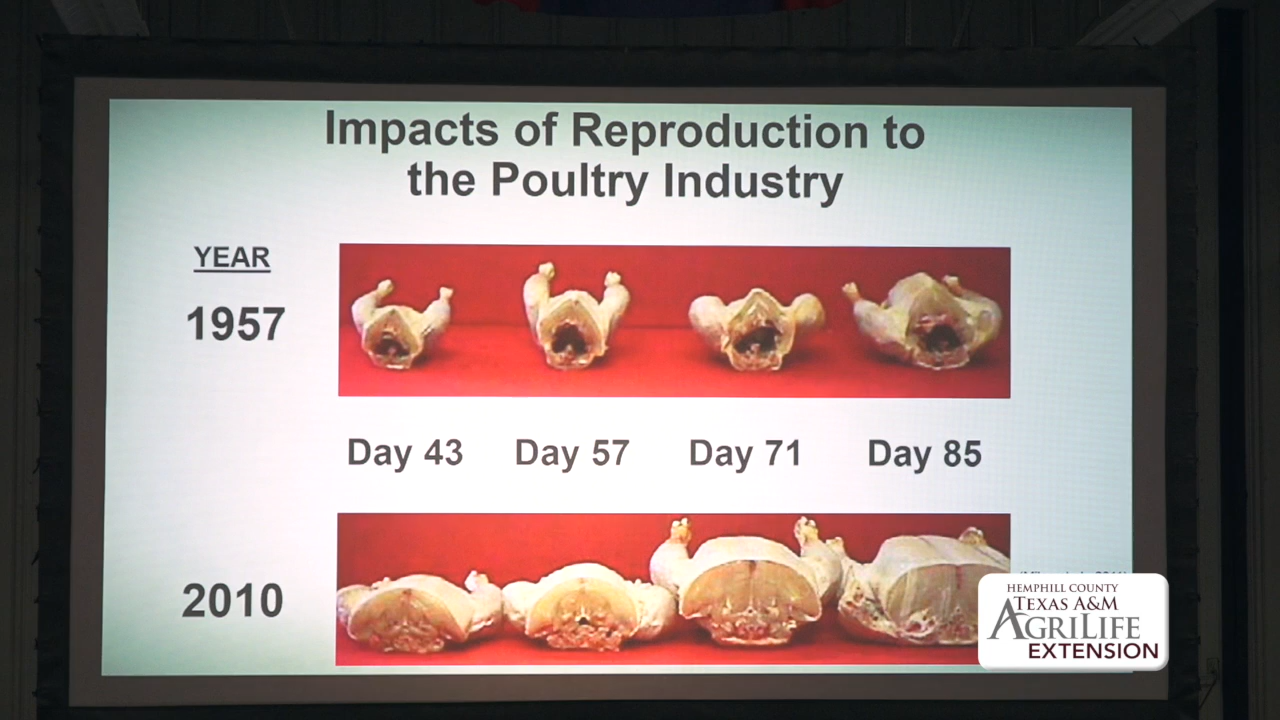 Impacts of Reproduction to
the Poultry Industry
YEAR
1957
Day 43 Day 57 Day 71 Day 85
2010
HEMPHILL COUNTY
TEXAS A&M
AGRILIFE
EXTENSION